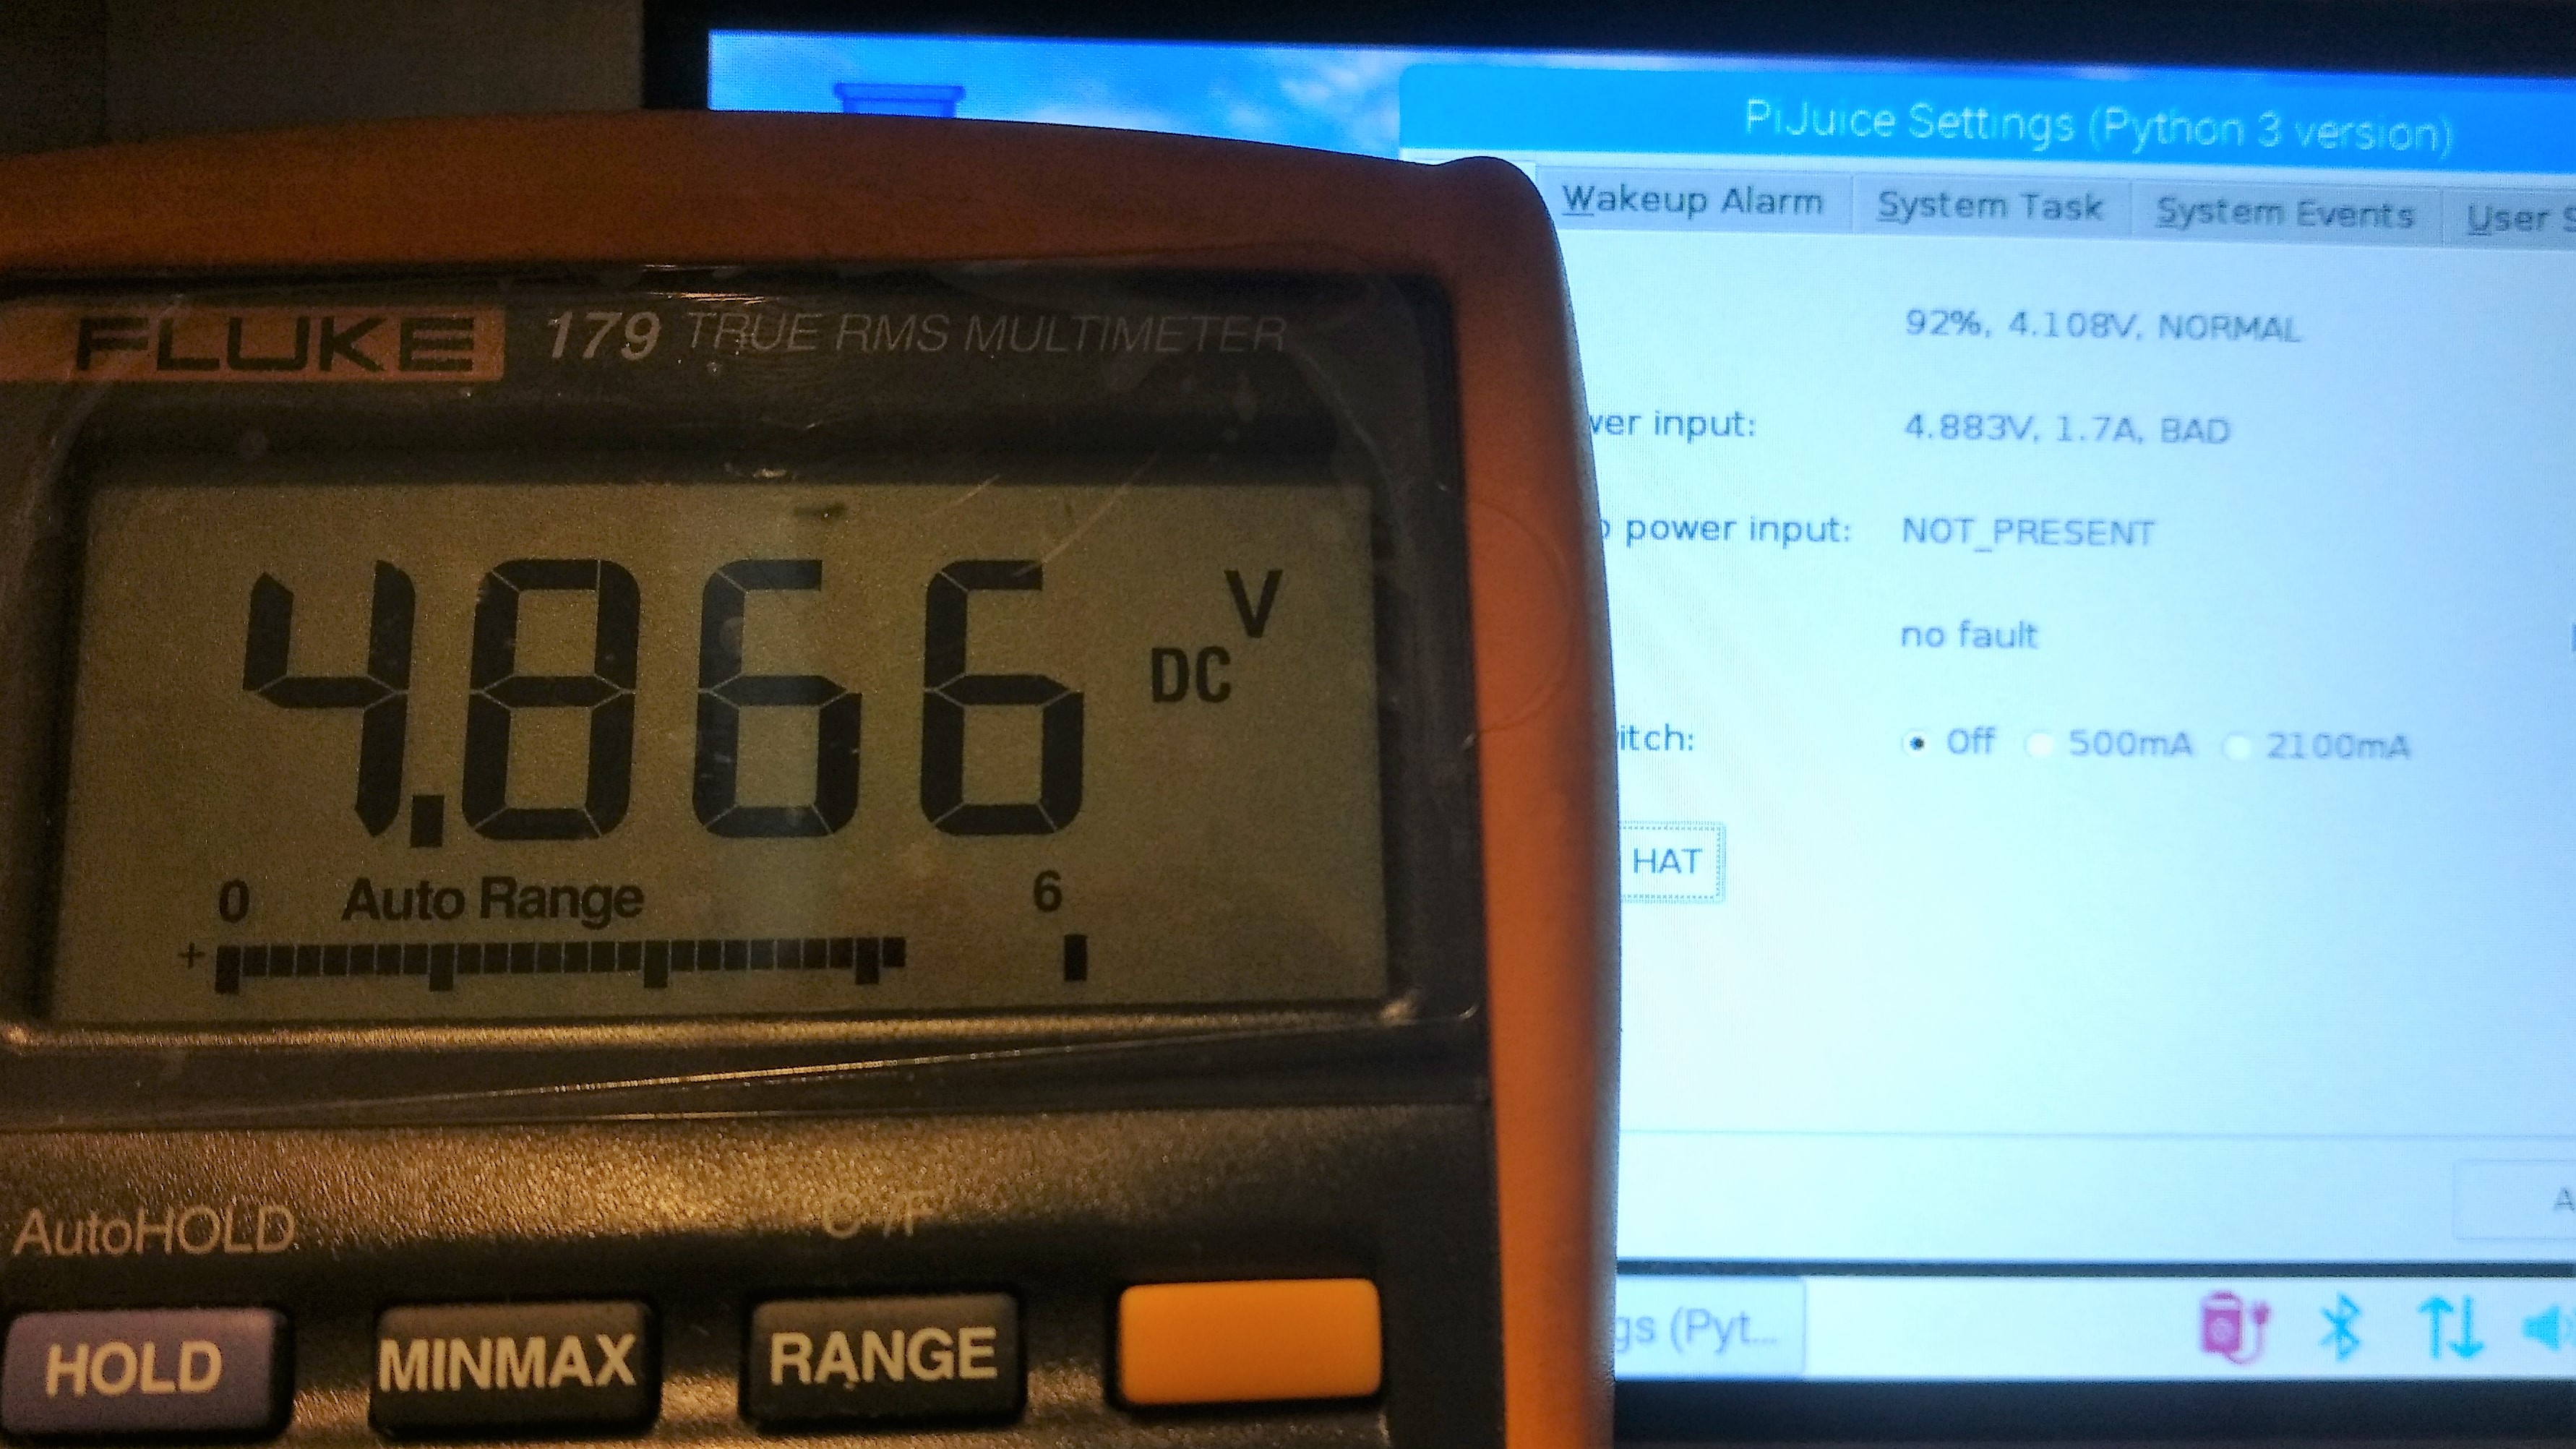 FLUKE 179 TRUE RMS MULTIMETER
4.866 V
DC
0 Auto Range 6
+
AutoHOLD °C /F
HOLD MINMAX RANGE
PiJuice Settings (Python 3 version)
Wakeup Alarm System Task System Events User S
92%, 4.108V, NORMAL
wer input: 4.883V, 1.7A, BAD
o power input: NOT_PRESENT
no fault
itch: Off 500mA 2100mA
HAT
A
gs (Pyt...